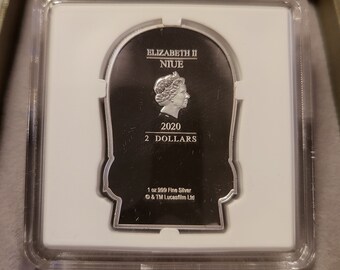 ELIZABETH II
NIUE
2020
2 DOLLARS
1 oz 999 Fine Silver
© & TM Lucasfilm Ltd